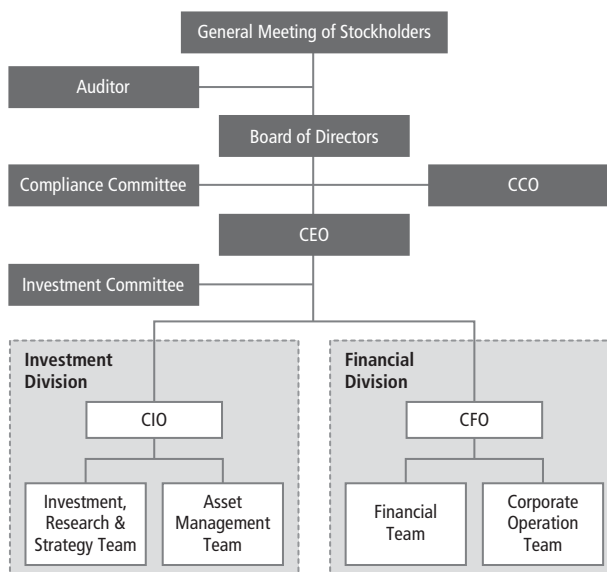 General Meeting of Stockholders
Auditor
Board of Directors
Compliance Committee
CCO
CEO
Investment Committee
Investment
Division
CIO
Investment,
Research &
Strategy Team
Asset
Management
Team
Financial
Division
CFO
Financial
Team
Corporate
Operation
Team